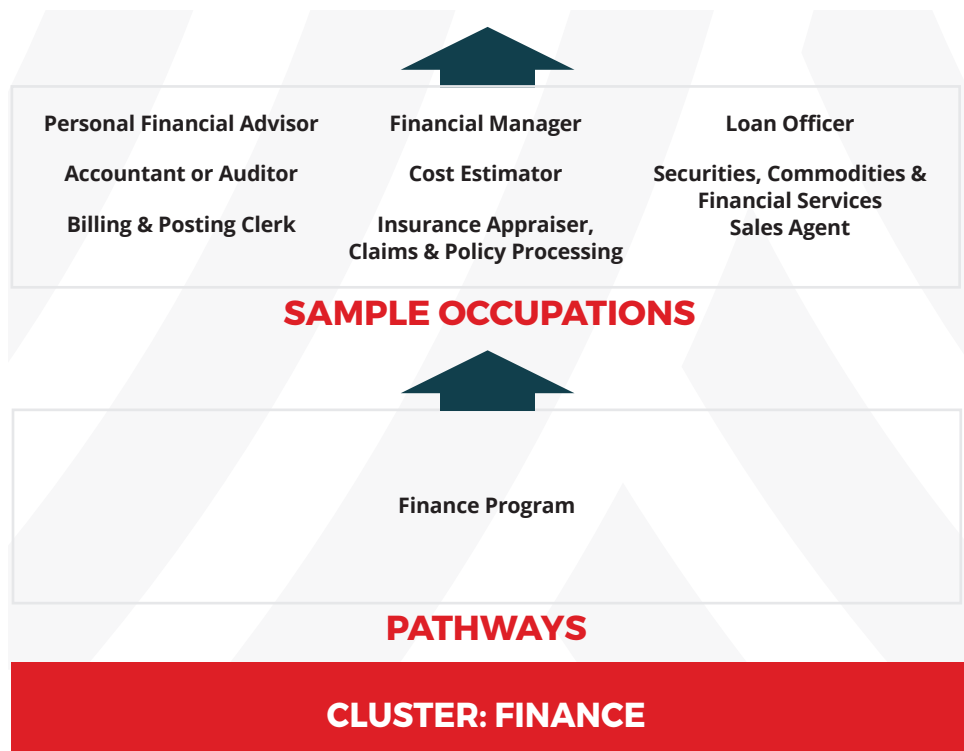 Personal Financial Advisor
Financial Manager
Loan Officer
Accountant or Auditor
Cost Estimator
Securities, Commodities &
Financial Services
Sales Agent
Billing & Posting Clerk
Insurance Appraiser,
Claims & Policy Processing
SAMPLE OCCUPATIONS
Finance Program
PATHWAYS
CLUSTER: FINANCE